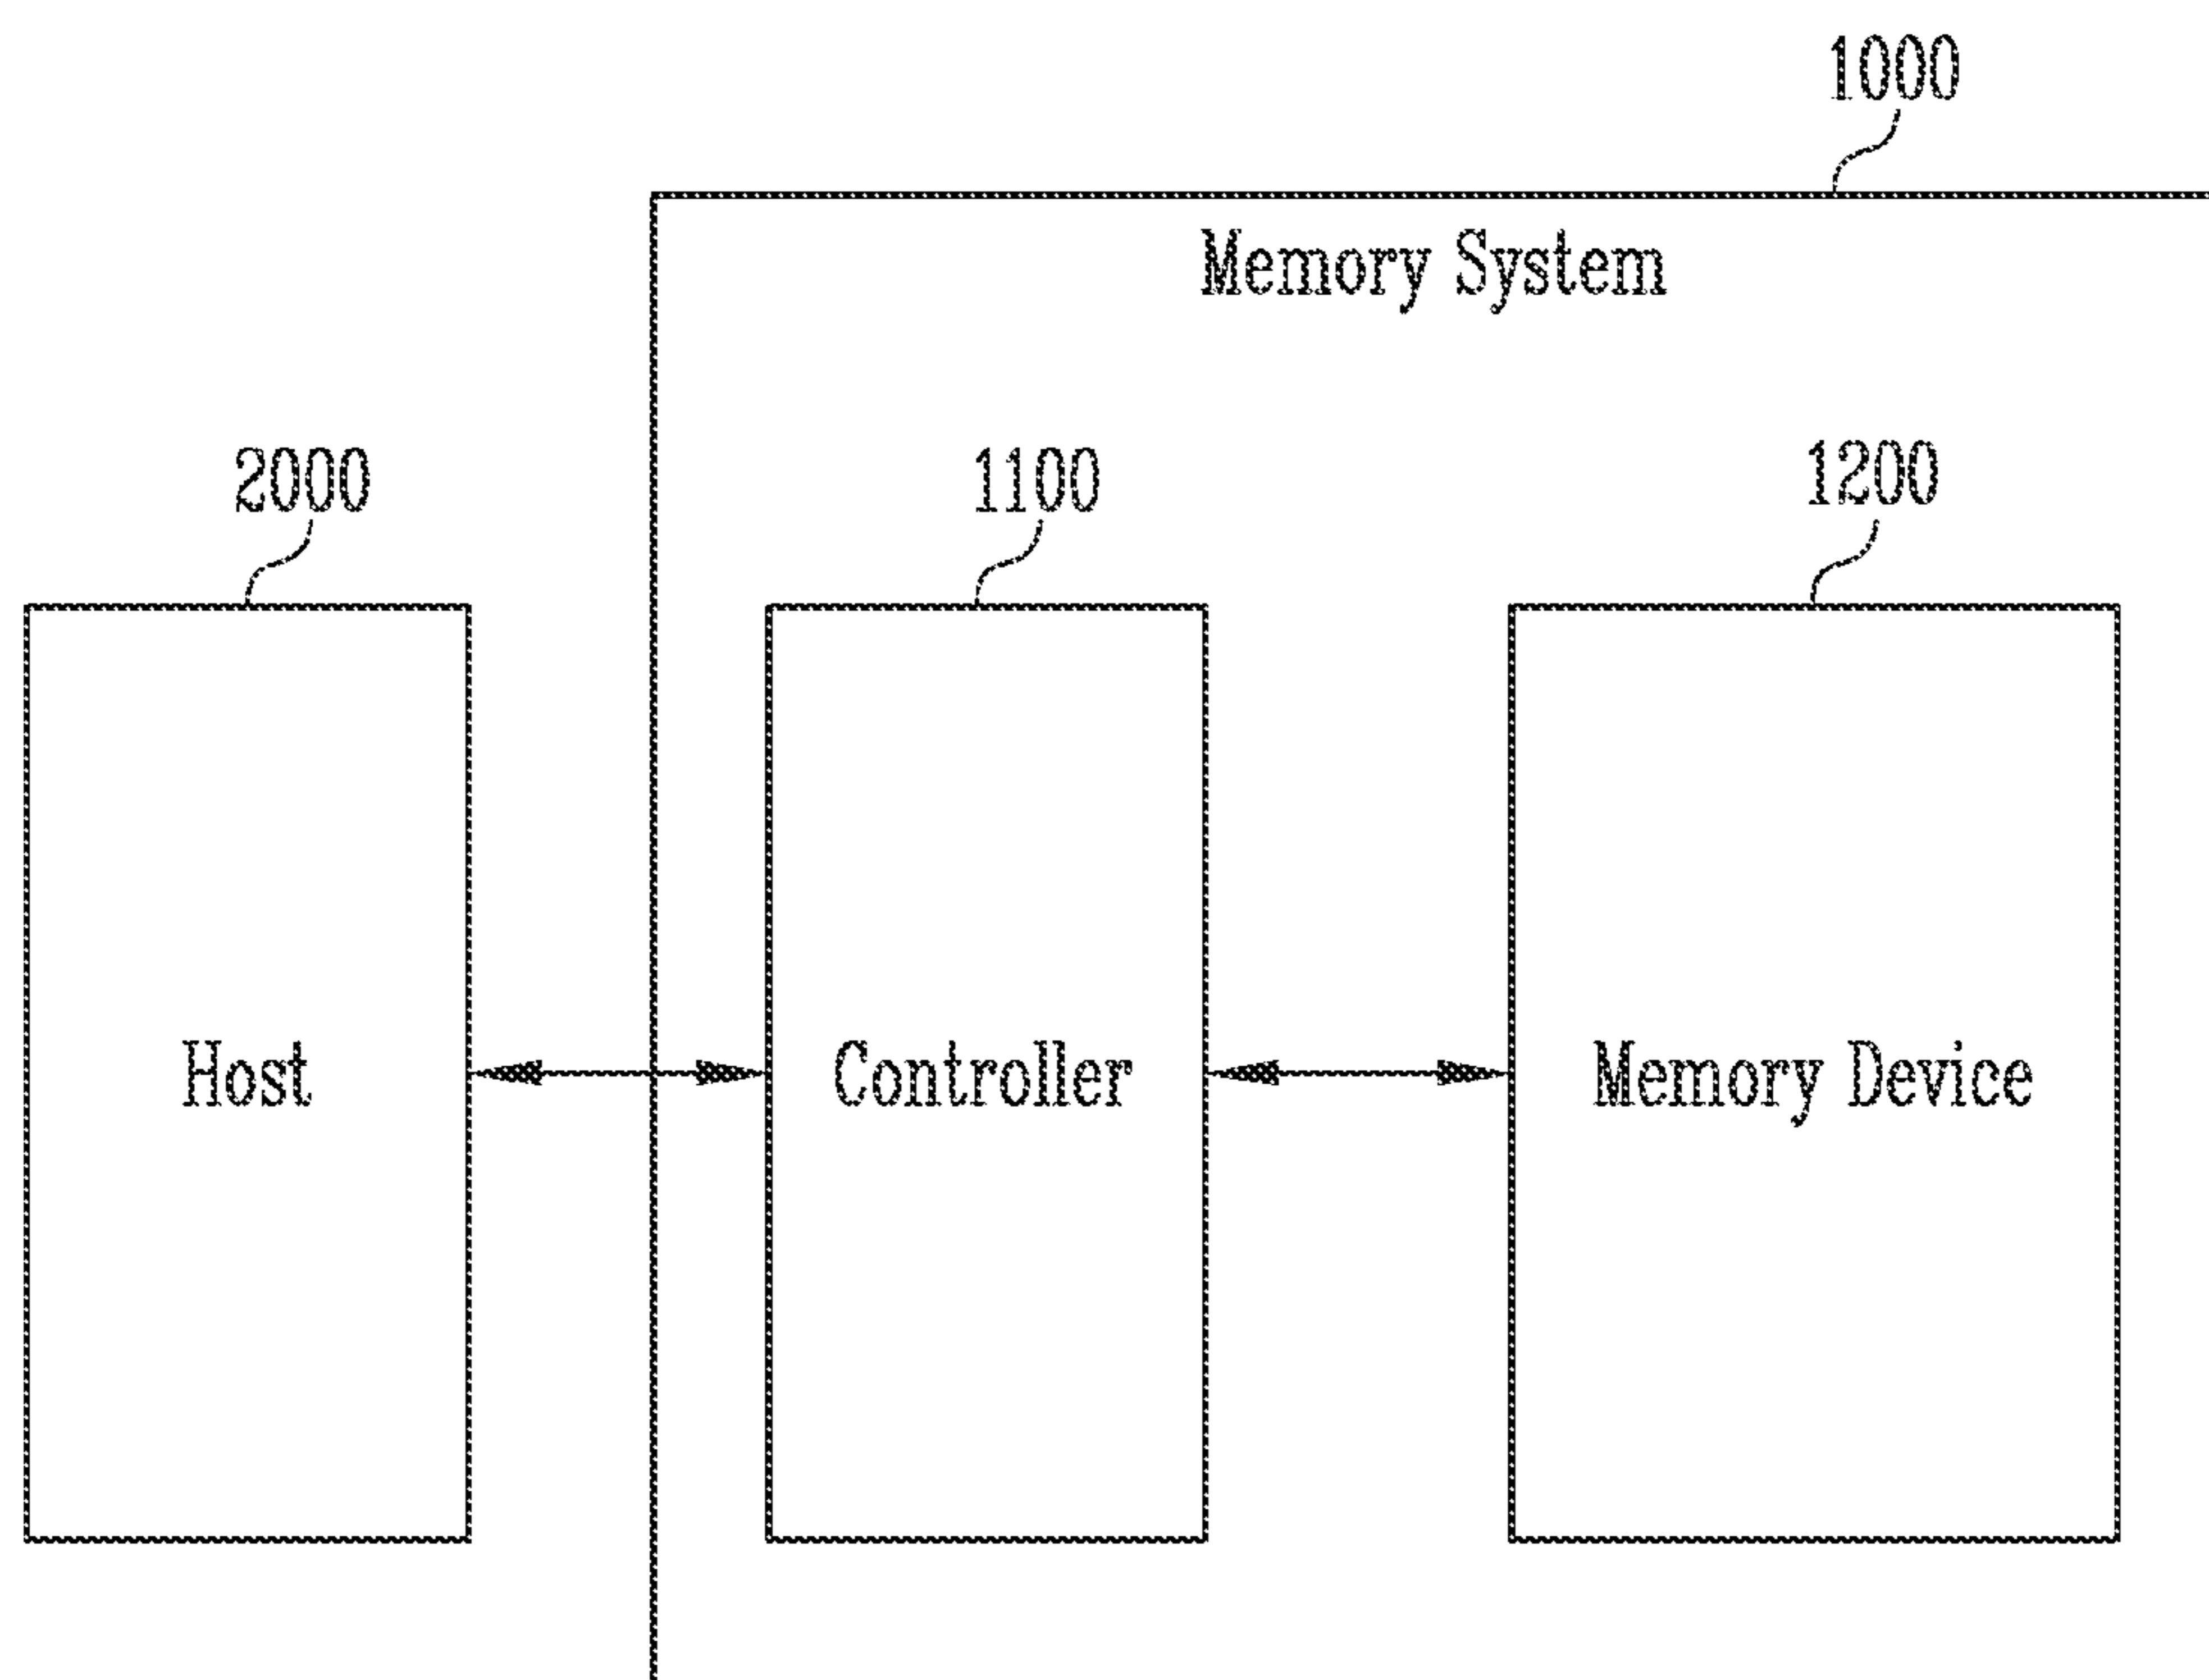 1000
Memory System
2000
1100
1200
Host
Controller
Memory Device